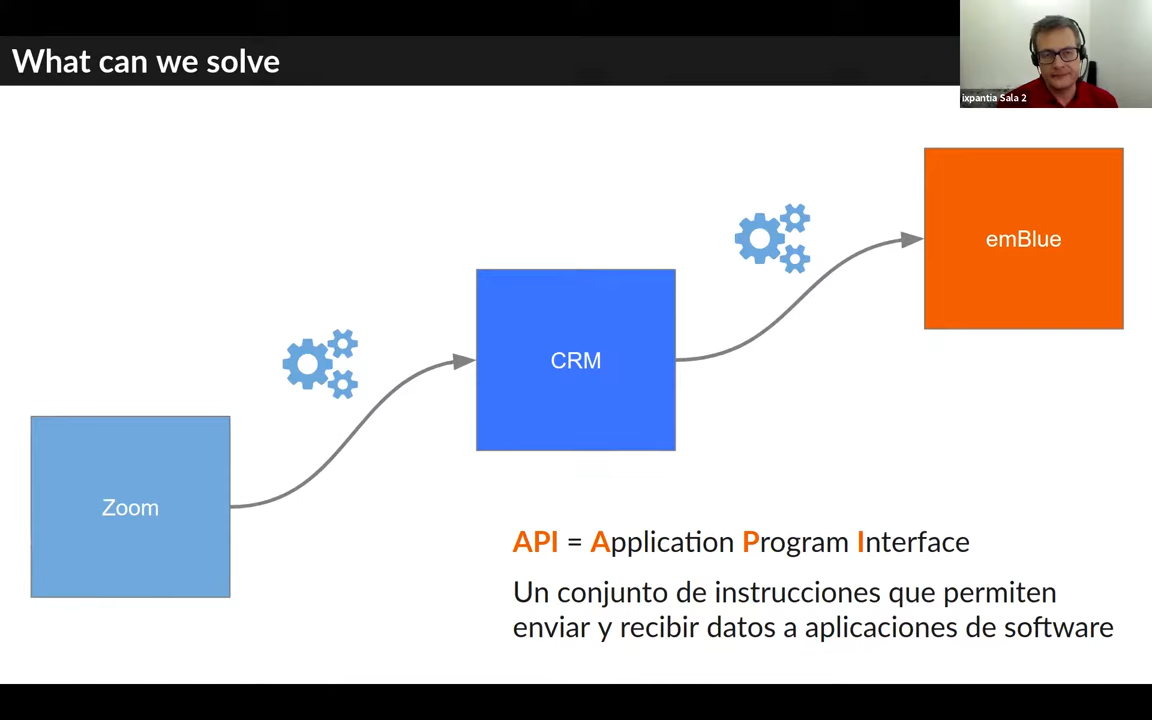 What can we solve
ixpantia Sala 2
emBlue
CRM
Zoom
API = Application Program Interface
Un conjunto de instrucciones que permiten
enviar y recibir datos a aplicaciones de software